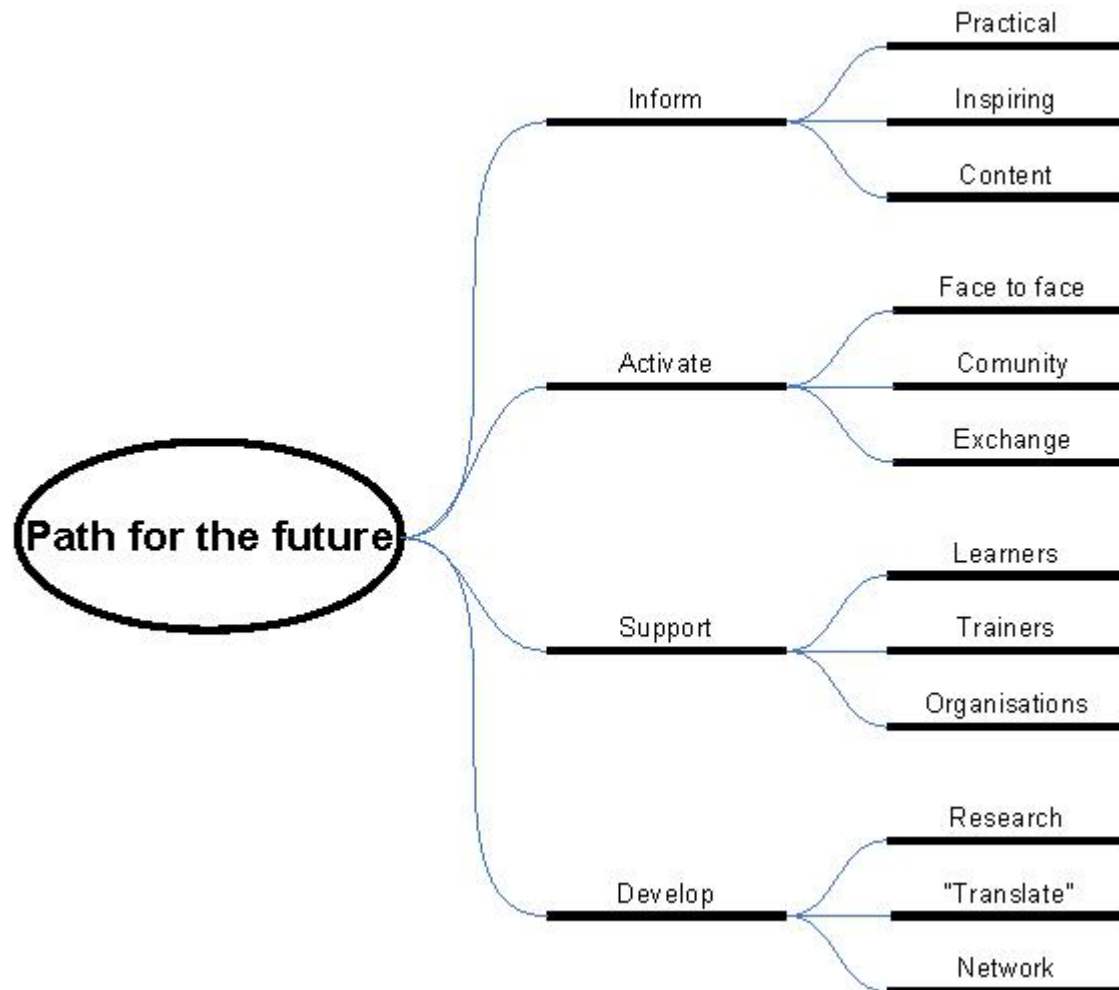 Path for the future
Inform
Practical
Inspiring
Content
Activate
Face to face
Comunity
Exchange
Support
Learners
Trainers
Organisations
Develop
Research
"Translate"
Network